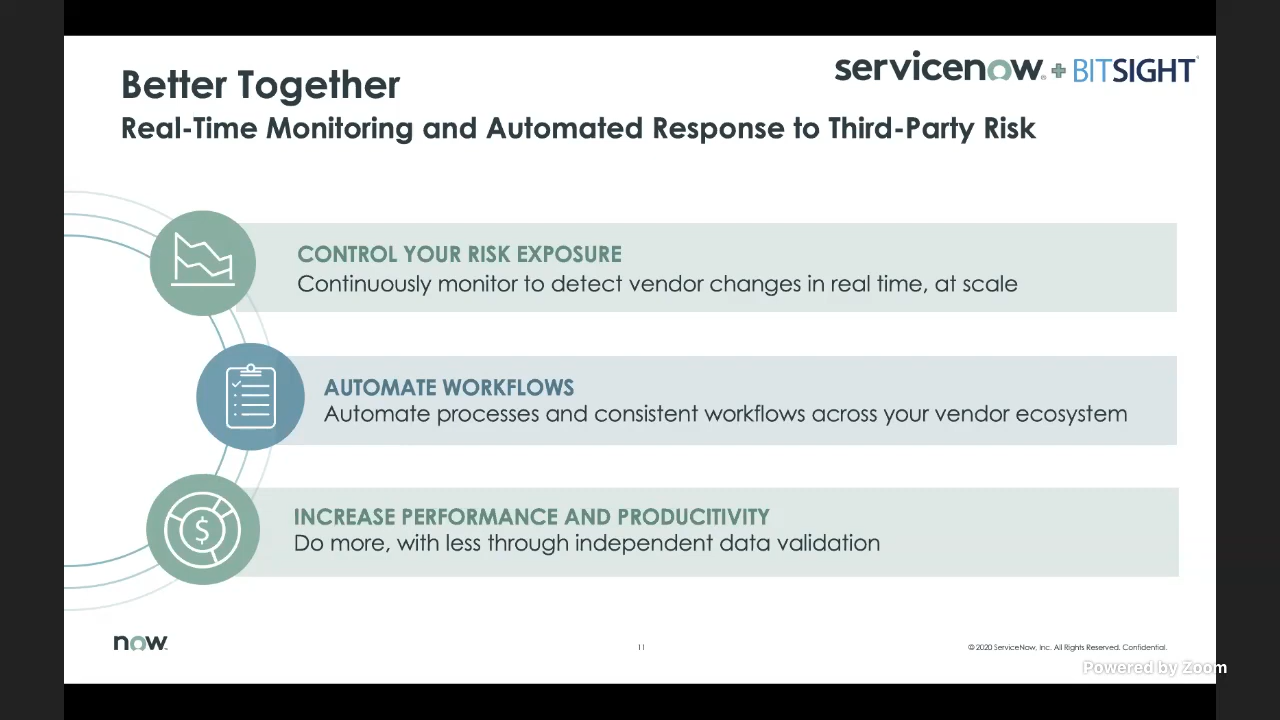 servicenow + BITSIGHT
Better Together
Real-Time Monitoring and Automated Response to Third-Party Risk
CONTROL YOUR RISK EXPOSURE
Continuously monitor to detect vendor changes in real time, at scale
AUTOMATE WORKFLOWS
Automate processes and consistent workflows across your vendor ecosystem
$
INCREASE PERFORMANCE AND PRODUCITIVITY
Do more, with less through independent data validation
now
11
© 2020 ServiceNow, Inc. All Rights Reserved. Confidential.
Powered by Zoom